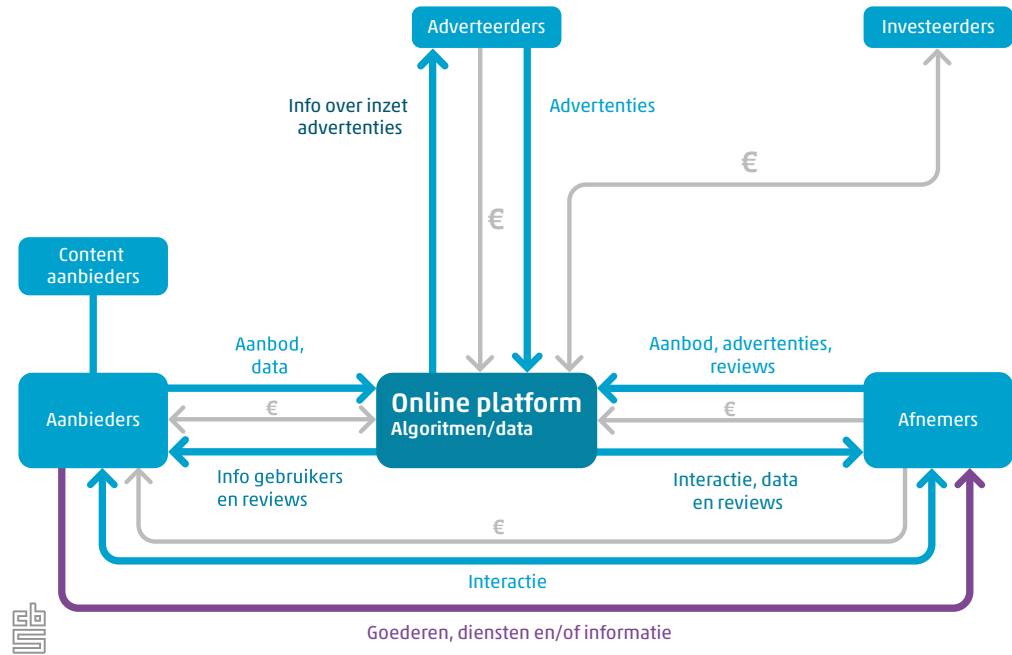 Adverteerders
Investeerders
Info over inzet
advertenties
Advertenties
€
€
Content
aanbieders
Aanbod,
data
Aanbod, advertenties,
reviews
Aanbieders
€
Online platform
Algoritmen/data
€
Afnemers
Info gebruikers
en reviews
Interactie, data
en reviews
€
Interactie
Goederen, diensten en/of informatie
cbs